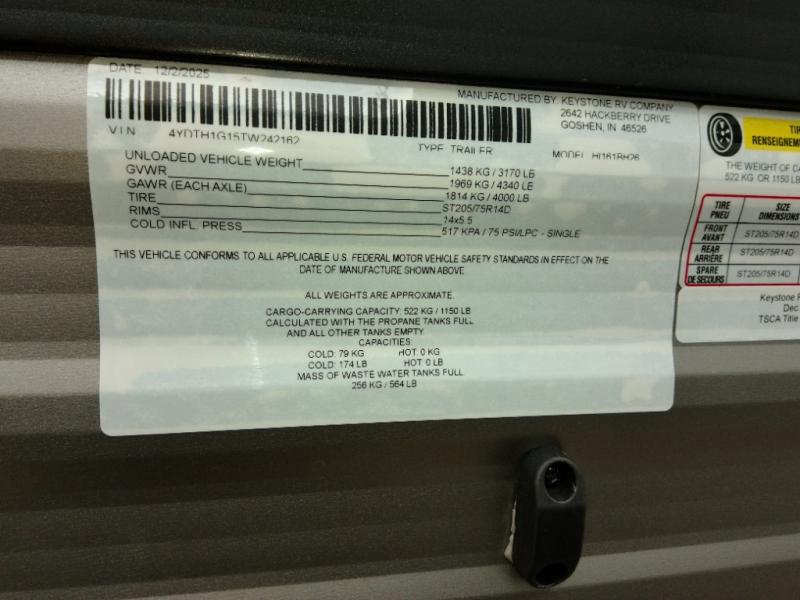 DATE 12/2/2025
MANUFACTURED BY: KEYSTONE RV COMPANY
2642 HACKBERRY DRIVE
GOSHEN, IN 46526
VIN 4YDTH1G15TW242162
TYPE: TRAILER
MODEL: HI161BH26
UNLOADED VEHICLE WEIGHT 1438 KG / 3170 LB
GVWR 1969 KG / 4340 LB
GAWR (EACH AXLE) 1814 KG / 4000 LB
TIRE ST205/75R14D
RIMS 14x5.5
COLD INFL. PRESS 517 KPA / 75 PSI/LPC - SINGLE
THIS VEHICLE CONFORMS TO ALL APPLICABLE U.S. FEDERAL MOTOR VEHICLE SAFETY STANDARDS IN EFFECT ON THE
DATE OF MANUFACTURE SHOWN ABOVE
ALL WEIGHTS ARE APPROXIMATE.
CARGO-CARRYING CAPACITY: 522 KG / 1150 LB
CALCULATED WITH THE PROPANE TANKS FULL
AND ALL OTHER TANKS EMPTY
CAPACITIES:
COLD: 79 KG HOT: 0 KG
COLD: 174 LB HOT: 0 LB
MASS OF WASTE WATER TANKS FULL
256 KG / 564 LB
RENSEIGNEMEN
THE WEIGHT OF
522 KG OR 1150 LB
TIRE SIZE
PNEU DIMENSIONS
FRONT
AVANT ST205/75R14D
REAR
ARRIÈRE ST205/75R14D
SPARE
DE SECOURS ST205/75R14D
Keystone
Dec
TSCA Title